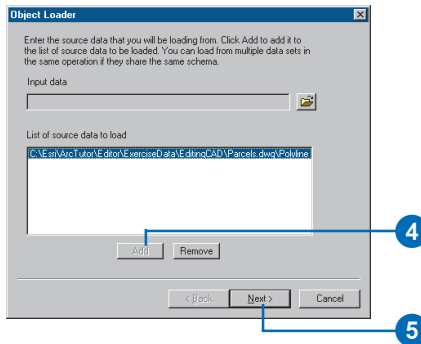 Object Loader
Enter the source data that you will be loading from. Click Add to add it to
the list of source data to be loaded. You can load from multiple data sets in
the same operation if they share the same schema.
Input data
List of source data to load
C:\Esri\ArcTutor\Editor\ExerciseData\EditingCAD\Parcels.dwg\Polyline
Add Remove
4
< Back Next > Cancel
5